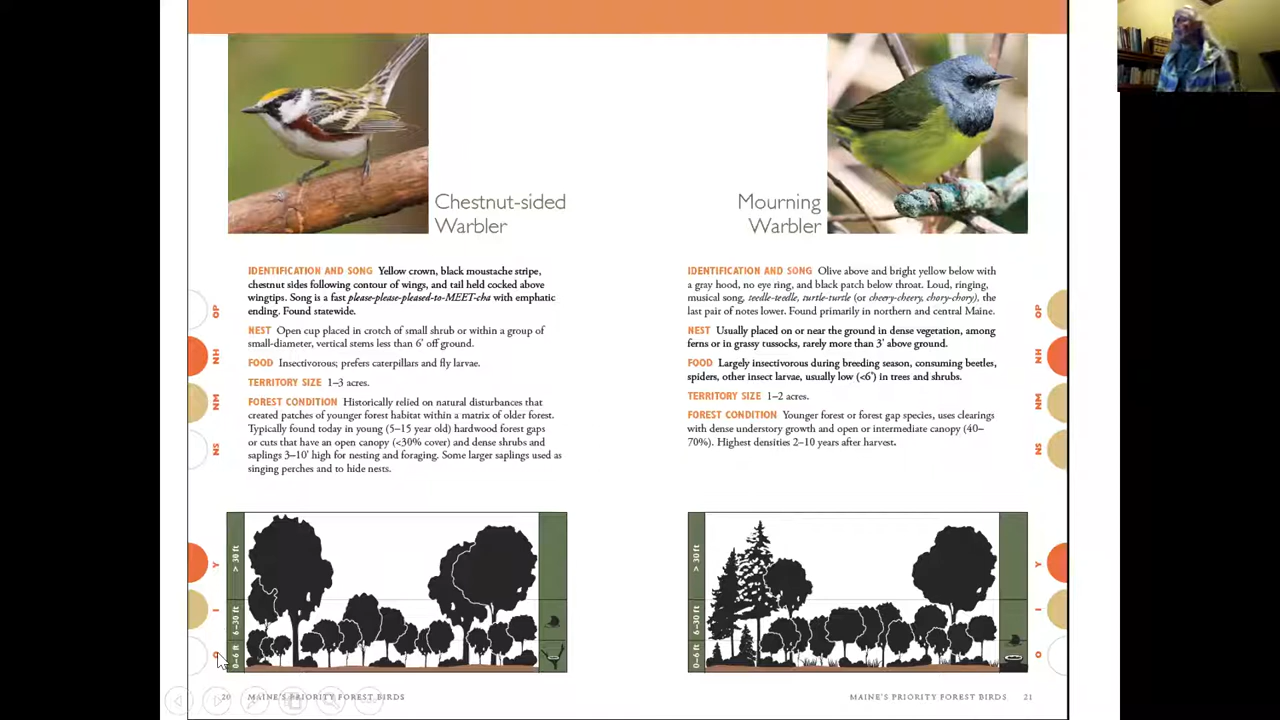 Chestnut-sided
Warbler
IDENTIFICATION AND SONG Yellow crown, black moustache stripe,
chestnut sides following contour of wings, and tail held cocked above
wingtips. Song is a fast please-please-pleased-to-MEET-cha with emphatic
ending. Found statewide.
NEST Open cup placed in crotch of small shrub or within a group of
small-diameter, vertical stems less than 6' off ground.
FOOD Insectivorous; prefers caterpillars and fly larvae.
TERRITORY SIZE 1–3 acres.
FOREST CONDITION Historically relied on natural disturbances that
created patches of younger forest habitat within a matrix of older forest.
Typically found today in young (5–15 year old) hardwood forest gaps
or cuts that have an open canopy (<30% cover) and dense shrubs and
saplings 3–10' high for nesting and foraging. Some larger saplings used as
singing perches and to hide nests.
OP
NH
NM
NS
Y
I
O
> 30 ft
6–30 ft
0–6 ft
20 MAINE'S PRIORITY FOREST BIRDS
Mourning
Warbler
IDENTIFICATION AND SONG Olive above and bright yellow below with
a gray hood, no eye ring, and black patch below throat. Loud, ringing,
musical song, teedle-teedle, turtle-turtle (or cheery-cheery, chory-chory), the
last pair of notes lower. Found primarily in northern and central Maine.
NEST Usually placed on or near the ground in dense vegetation, among
ferns or in grassy tussocks, rarely more than 3' above ground.
FOOD Largely insectivorous during breeding season, consuming beetles,
spiders, other insect larvae, usually low (<6') in trees and shrubs.
TERRITORY SIZE 1–2 acres.
FOREST CONDITION Younger forest or forest gap species, uses clearings
with dense understory growth and open or intermediate canopy (40–
70%). Highest densities 2–10 years after harvest.
OP
NH
NM
NS
Y
I
O
> 30 ft
6–30 ft
0–6 ft
MAINE'S PRIORITY FOREST BIRDS 21